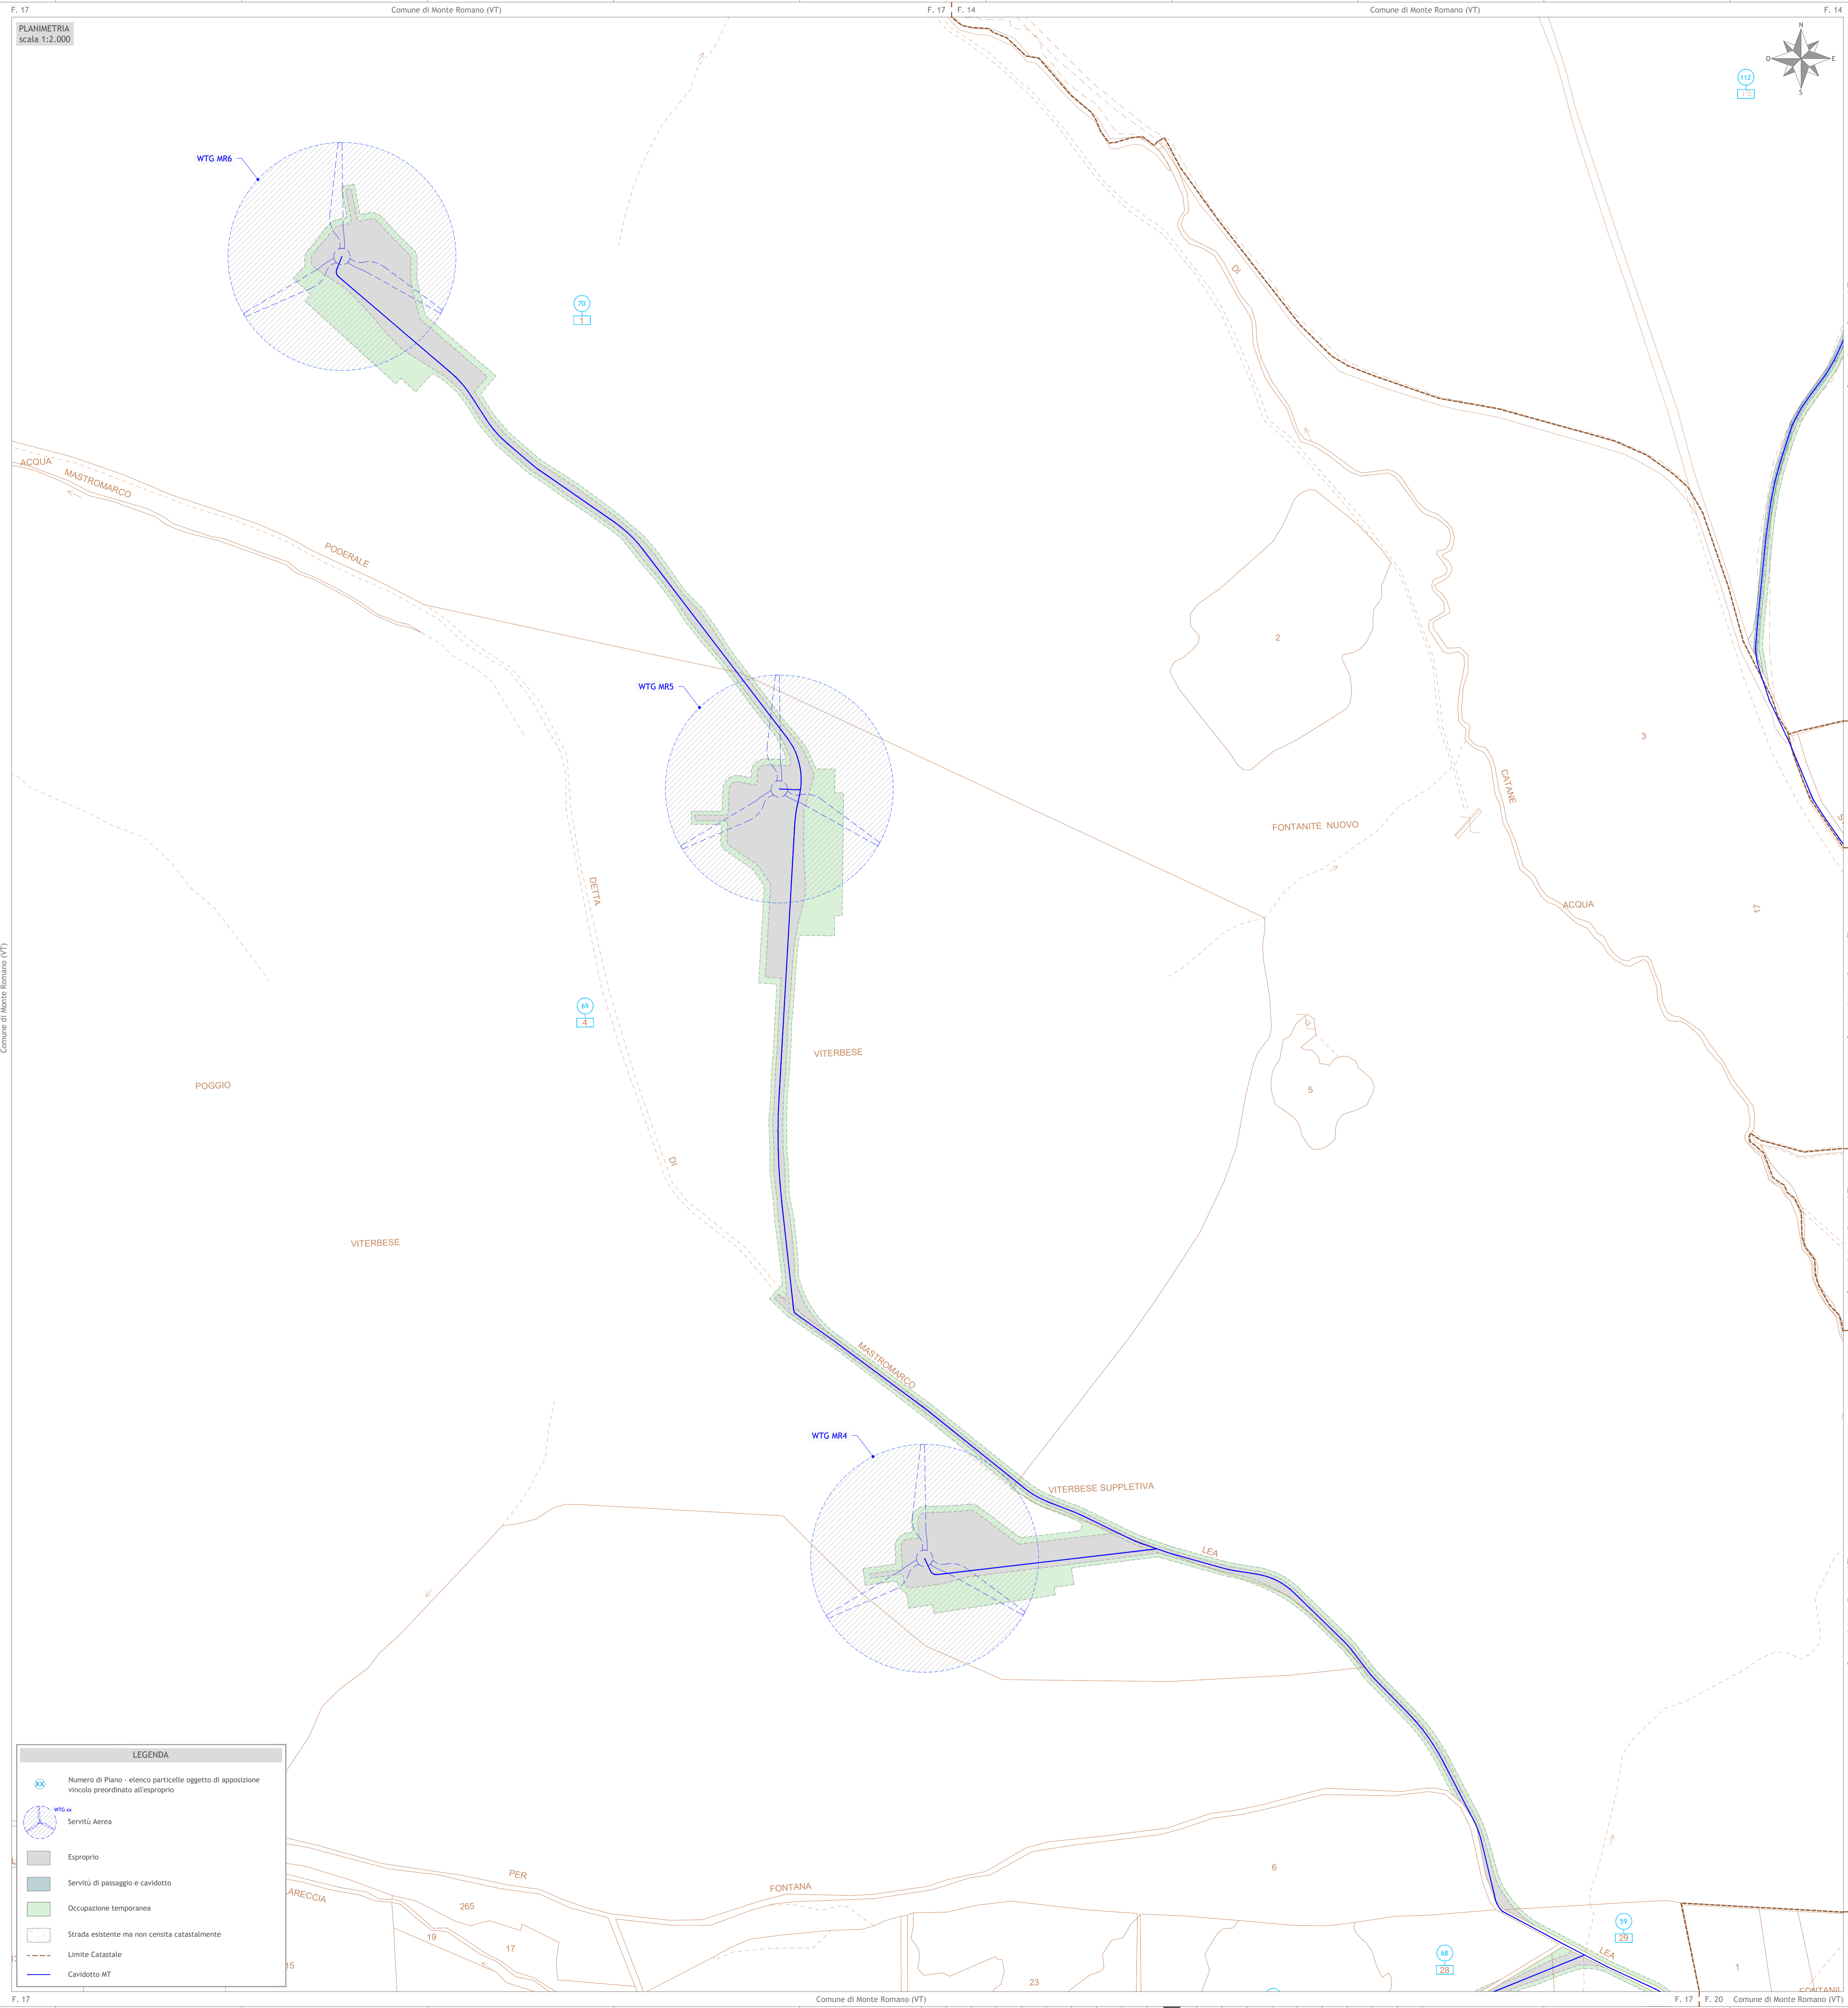 F. 17
Comune di Monte Romano (VT)
F. 17
F. 14
Comune di Monte Romano (VT)
F. 14
PLANIMETRIA
scala 1:2.000
N
O
E
S
112
15
WTG MR6
DI
70
1
ACQUA
MASTROMARCO
PODERALE
2
WTG MR5
3
CATANE
FONTANITE NUOVO
DETTA
ACQUA
17
Comune di Monte Romano (VT)
69
4
VITERBESE
POGGIO
5
DI
VITERBESE
MASTROMARCO
WTG MR4
VITERBESE SUPPLETIVA
LEA
LEGENDA
XX
Numero di Piano - elenco particelle oggetto di apposizione
vincolo preordinato all'esproprio
WTG xx
Servitù Aerea
Esproprio
Servitù di passaggio e cavidotto
Occupazione temporanea
Strada esistente ma non censita catastalmente
Limite Catastale
Cavidotto MT
PER
FONTANA
6
ARECCIA
265
19
17
15
23
59
29
68
28
LEA
1
FONTANIL
F. 17
Comune di Monte Romano (VT)
F. 17
F. 20
Comune di Monte Romano (VT)